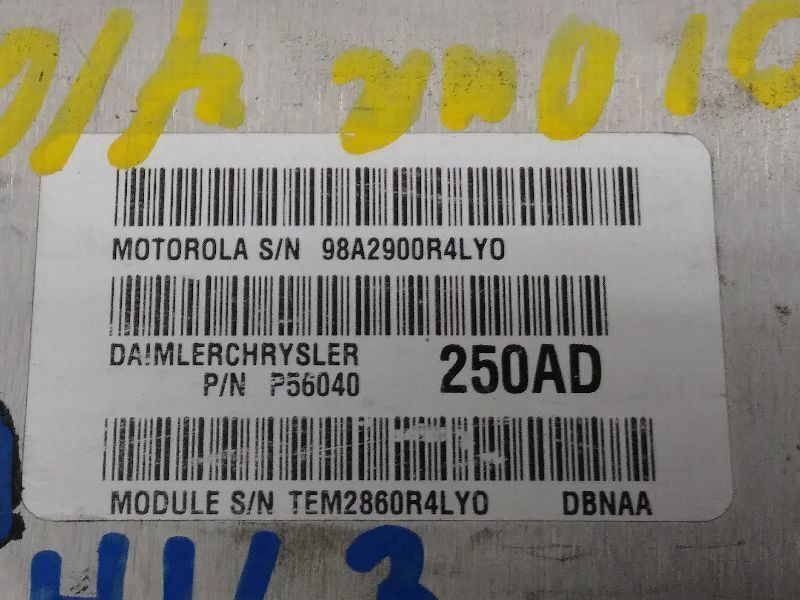 MOTOROLA S/N 98A2900R4LYO
DAIMLERCHRYSLER
P/N P56040 250AD
MODULE S/N TEM2860R4LYO DBNAA